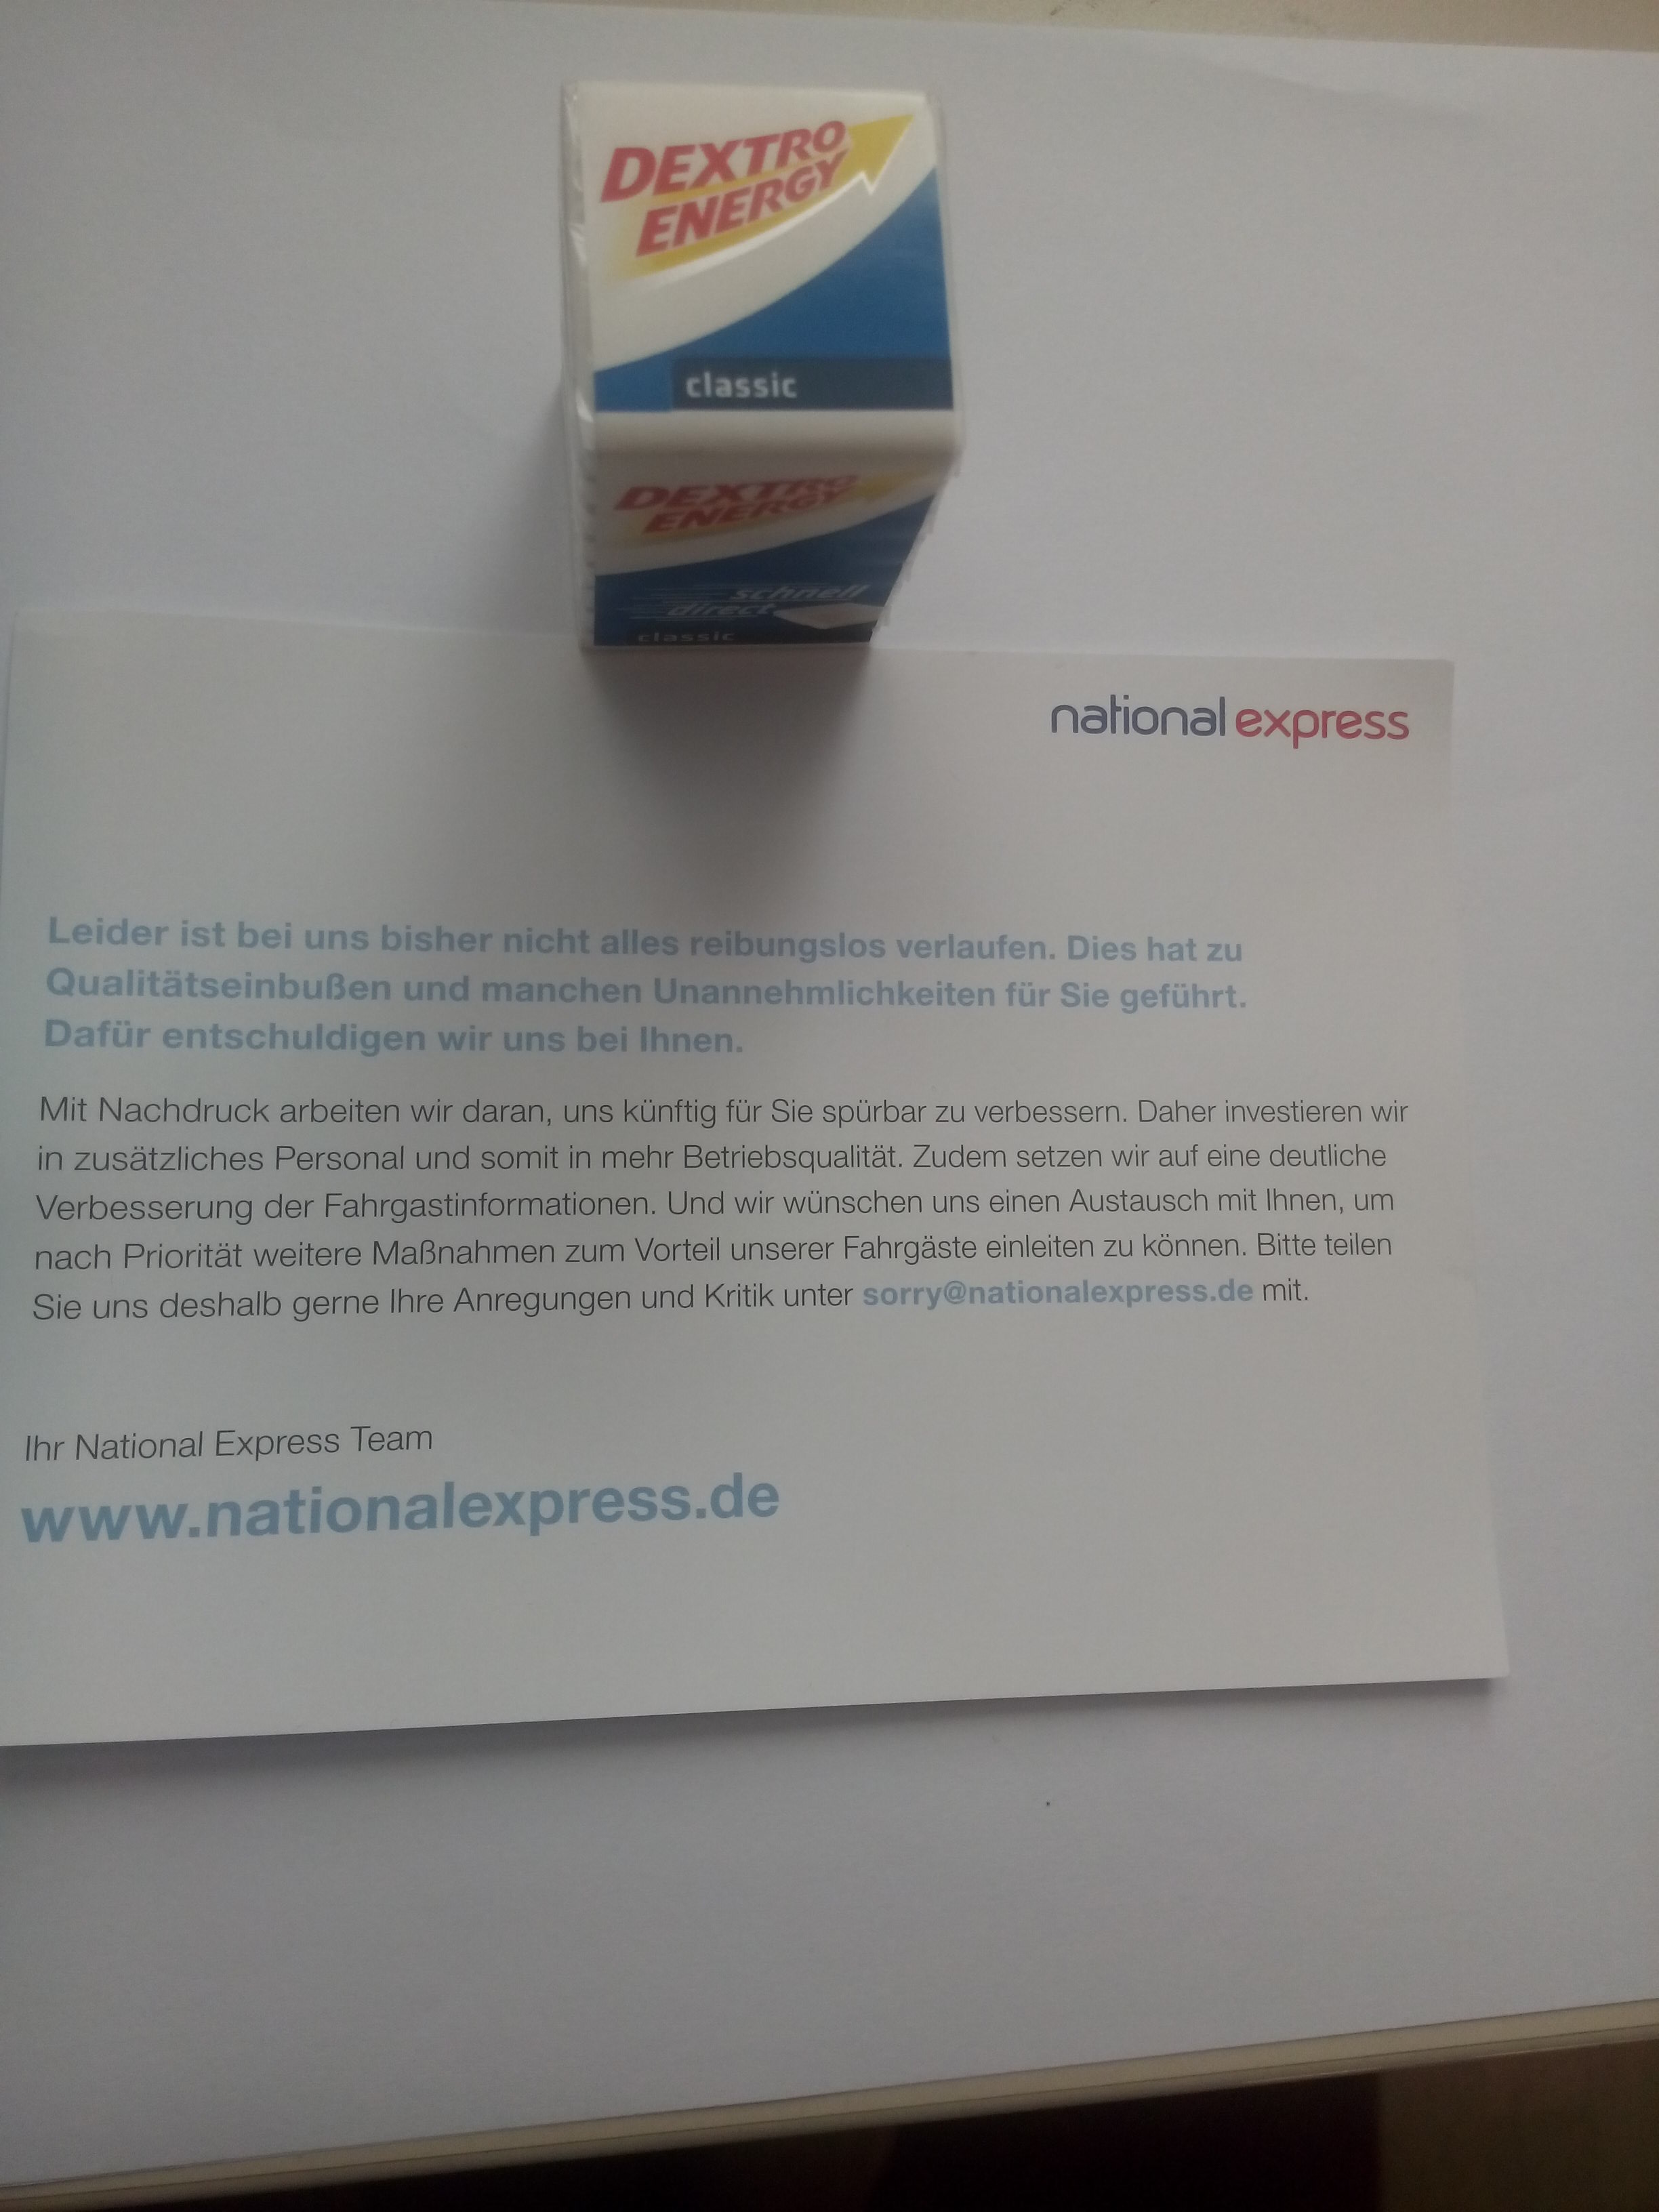 DEXTRO
ENERGY
classic
DEXTRO
ENERGY
schnell
direct
classic
national express
Leider ist bei uns bisher nicht alles reibungslos verlaufen. Dies hat zu
Qualitätseinbußen und manchen Unannehmlichkeiten für Sie geführt.
Dafür entschuldigen wir uns bei Ihnen.
Mit Nachdruck arbeiten wir daran, uns künftig für Sie spürbar zu verbessern. Daher investieren wir
in zusätzliches Personal und somit in mehr Betriebsqualität. Zudem setzen wir auf eine deutliche
Verbesserung der Fahrgastinformationen. Und wir wünschen uns einen Austausch mit Ihnen, um
nach Priorität weitere Maßnahmen zum Vorteil unserer Fahrgäste einleiten zu können. Bitte teilen
Sie uns deshalb gerne Ihre Anregungen und Kritik unter sorry@nationalexpress.de mit.
Ihr National Express Team
www.nationalexpress.de